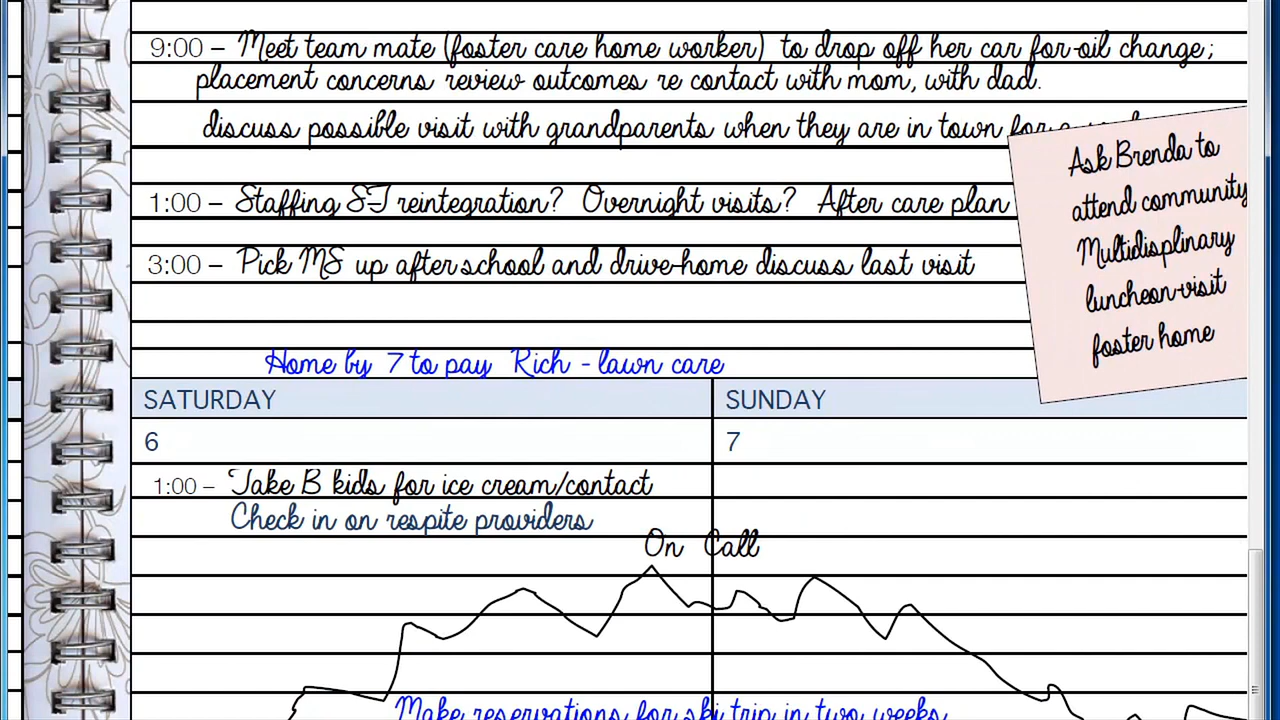 9:00 – Meet team mate (foster care home worker) to drop off her car for oil change;
placement concerns review outcomes re contact with mom, with dad.
discuss possible visit with grandparents when they are in town for a
1:00 – Staffing SJ reintegration? Overnight visits? After care plan
3:00 – Pick MS up after school and drive home discuss last visit
Home by 7 to pay Rich - lawn care
Ask Brenda to
attend community
Multidisplinary
luncheon-visit
foster home
SATURDAY
SUNDAY
6
7
1:00 – Take B kids for ice cream/contact
Check in on respite providers
On Call
Make reservations for ski trip in two weeks